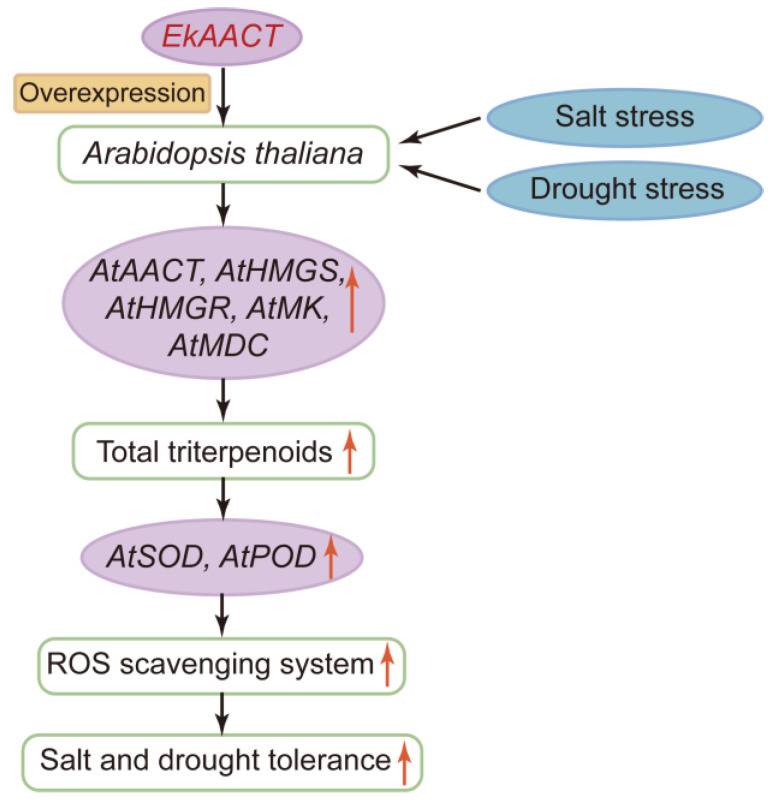 EkAACT
Overexpression
Arabidopsis thaliana
Salt stress
Drought stress
AtAACT, AtHMGS,
AtHMGR, AtMK,
AtMDC
Total triterpenoids
AtSOD, AtPOD
ROS scavenging system
Salt and drought tolerance